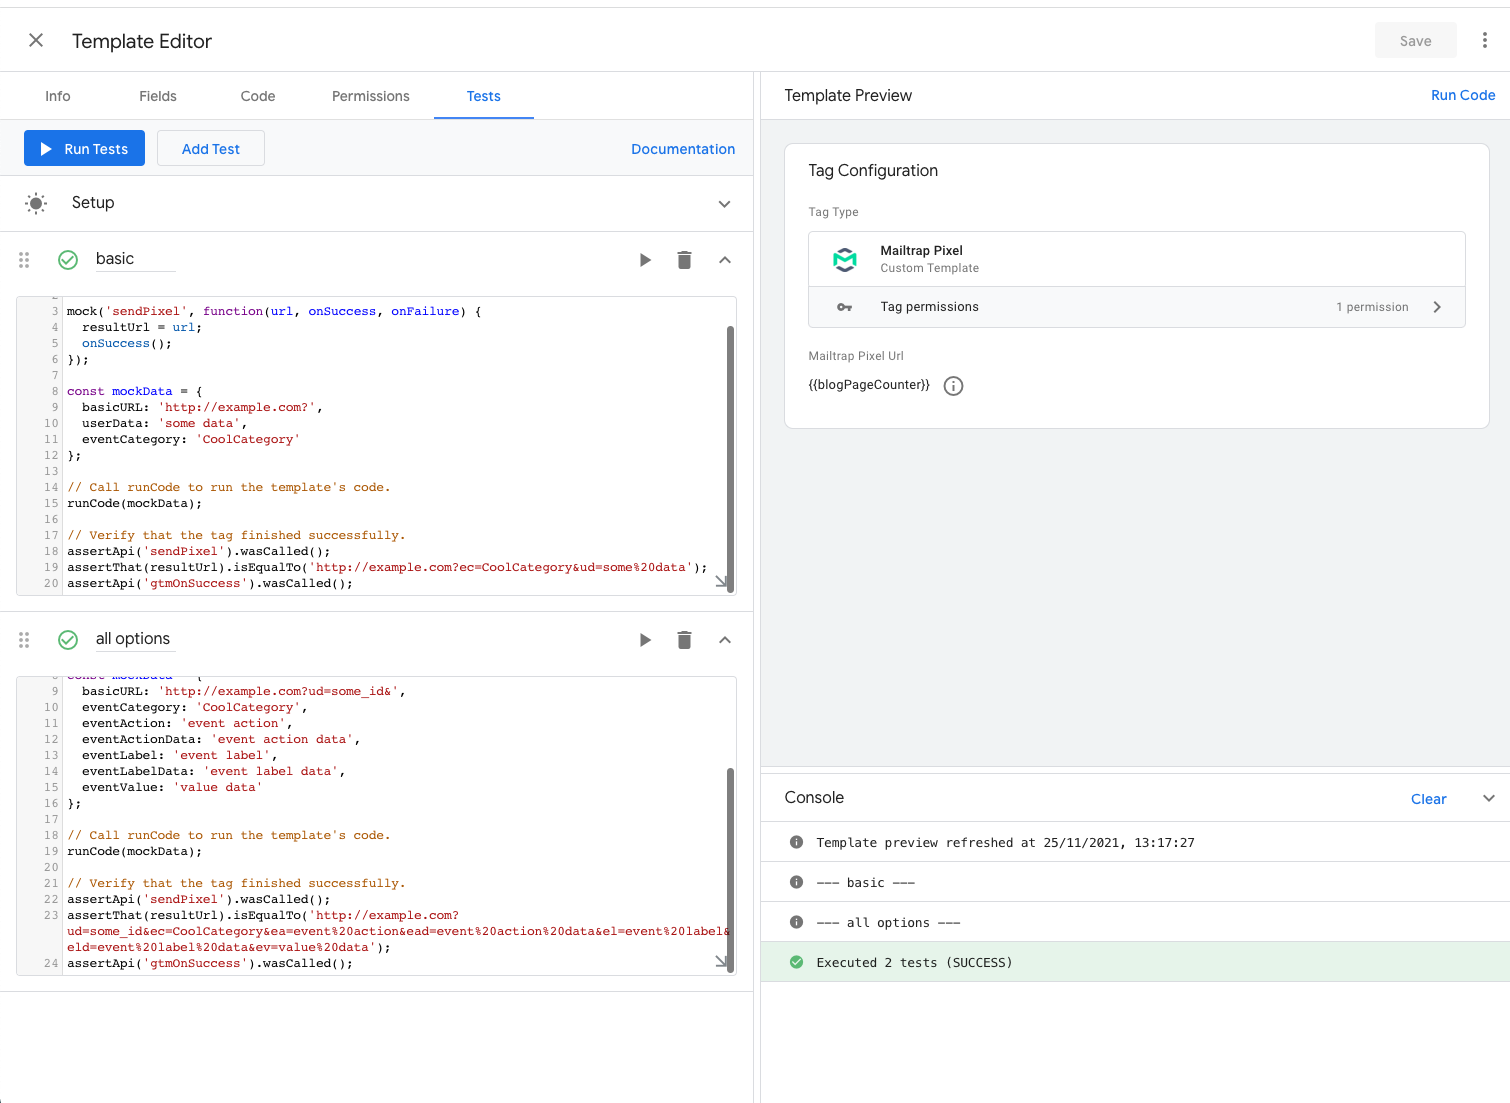 Template Editor
Save
Info
Fields
Code
Permissions
Tests
Run Tests
Add Test
Documentation
Setup
basic
3 mock('sendPixel', function(url, onSuccess, onFailure) {
4   resultUrl = url;
5   onSuccess();
6 });
7
8 const mockData = {
9   basicURL: 'http://example.com?',
10   userData: 'some data',
11   eventCategory: 'CoolCategory'
12 };
13
14 // Call runCode to run the template's code.
15 runCode(mockData);
16
17 // Verify that the tag finished successfully.
18 assertApi('sendPixel').wasCalled();
19 assertThat(resultUrl).isEqualTo('http://example.com?ec=CoolCategory&ud=some%20data');
20 assertApi('gtmOnSuccess').wasCalled();
all options
8 const mockData = {
9   basicURL: 'http://example.com?ud=some_id&',
10   eventCategory: 'CoolCategory',
11   eventAction: 'event action',
12   eventActionData: 'event action data',
13   eventLabel: 'event label',
14   eventLabelData: 'event label data',
15   eventValue: 'value data'
16 };
17
18 // Call runCode to run the template's code.
19 runCode(mockData);
20
21 // Verify that the tag finished successfully.
22 assertApi('sendPixel').wasCalled();
23 assertThat(resultUrl).isEqualTo('http://example.com?
ud=some_id&ec=CoolCategory&ea=event%20action&ead=event%20action%20data&el=event%20label&
eld=event%20label%20data&ev=value%20data');
24 assertApi('gtmOnSuccess').wasCalled();
Template Preview
Run Code
Tag Configuration
Tag Type
Mailtrap Pixel
Custom Template
Tag permissions
1 permission
Mailtrap Pixel Url
{{blogPageCounter}}
Console
Clear
Template preview refreshed at 25/11/2021, 13:17:27
--- basic ---
--- all options ---
Executed 2 tests (SUCCESS)